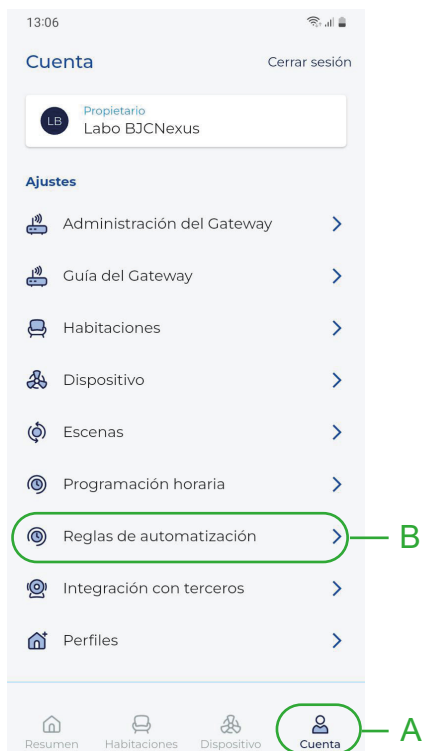 13:06
Cuenta Cerrar sesión
LB Propietario
Labo BJCNexus
Ajustes
Administración del Gateway
Guía del Gateway
Habitaciones
Dispositivo
Escenas
Programación horaria
Reglas de automatización B
Integración con terceros
Perfiles
Resumen Habitaciones Dispositivo Cuenta A